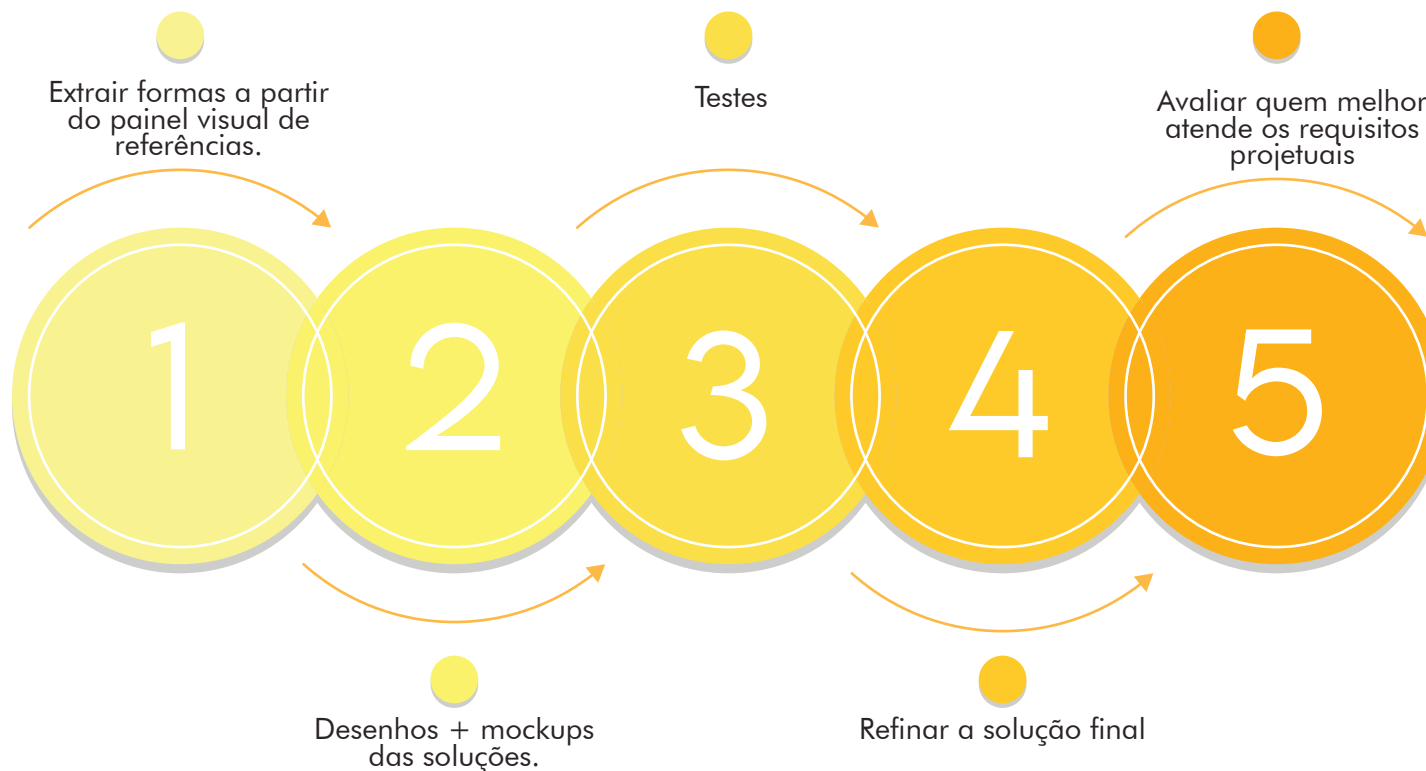 Extrair formas a partir
do painel visual de
referências.
Testes
Avaliar quem melhor
atende os requisitos
projetuais
1
2
3
4
5
Desenhos + mockups
das soluções.
Refinar a solução final